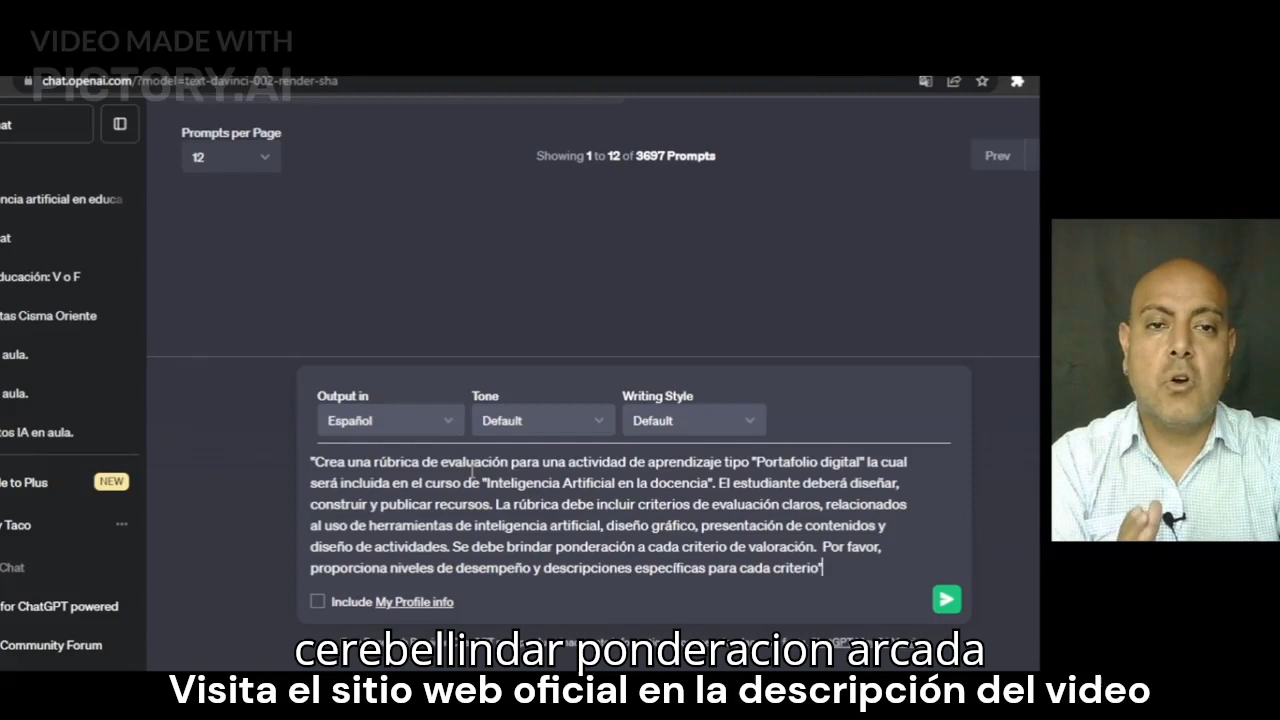 VIDEO MADE WITH
PICTORY.AI
chat.openai.com/?model=text-davinci-002-render-sha
at
Prompts per Page
12
Showing 1 to 12 of 3697 Prompts
Prev
ncia artificial en educa
at
ducación: V o F
tas Cisma Oriente
aula.
aula.
tos IA en aula.
le to Plus
NEW
y Taco
Chat
for ChatGPT powered
Community Forum
Output in
Tone
Writing Style
Español
Default
Default
"Crea una rúbrica de evaluación para una actividad de aprendizaje tipo "Portafolio digital" la cual
será incluida en el curso de "Inteligencia Artificial en la docencia". El estudiante deberá diseñar,
construir y publicar recursos. La rúbrica debe incluir criterios de evaluación claros, relacionados
al uso de herramientas de inteligencia artificial, diseño gráfico, presentación de contenidos y
diseño de actividades. Se debe brindar ponderación a cada criterio de valoración.  Por favor,
proporciona niveles de desempeño y descripciones específicas para cada criterio"
Include My Profile info
cerebellindar ponderacion arcada
Visita el sitio web oficial en la descripción del video